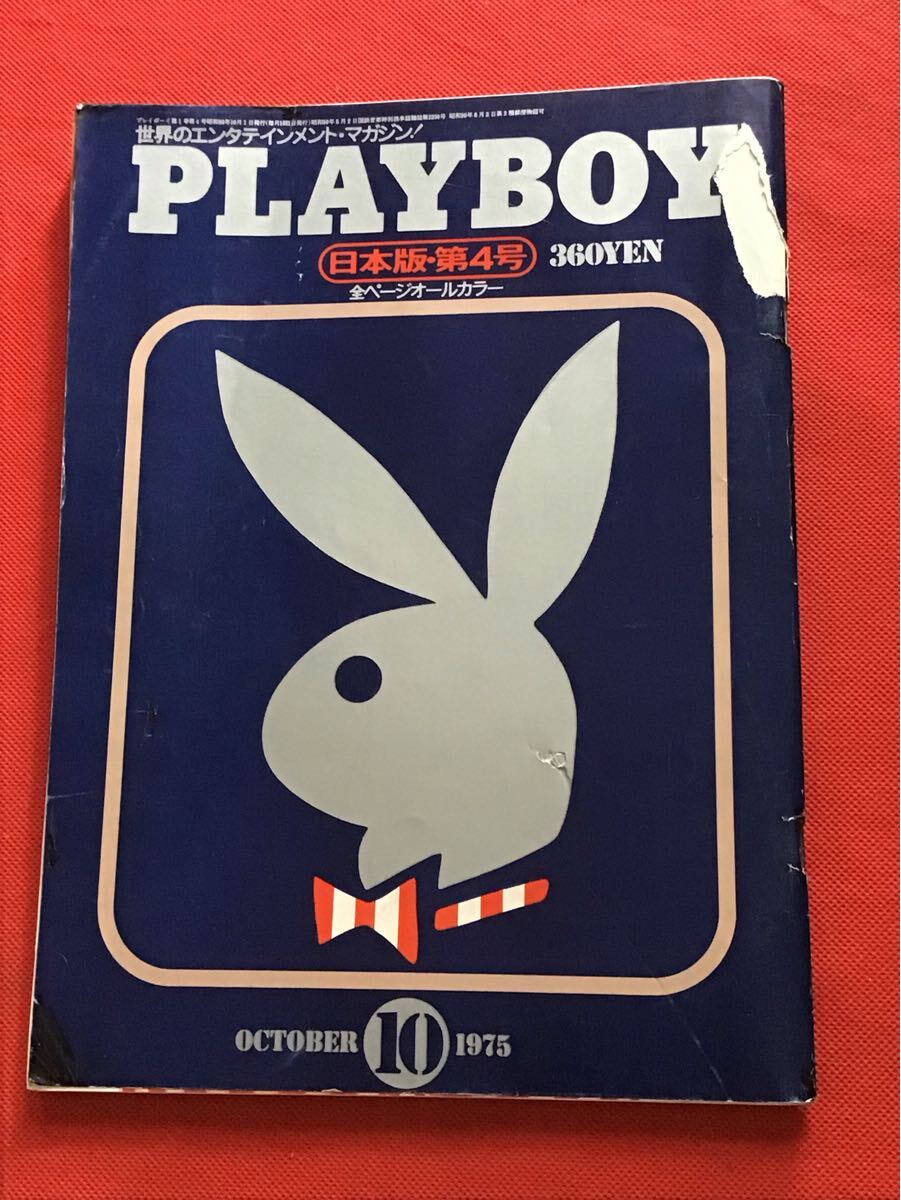 世界のエンタテインメント・マガジン!
PLAYBOY
日本版・第4号 360YEN
全ページオールカラー
OCTOBER 10 1975